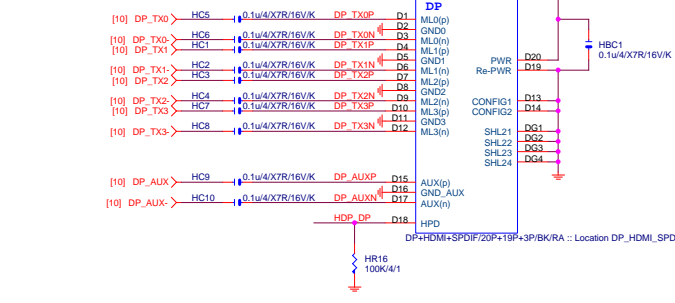 DP
[10] DP_TX0 HC5 0.1u/4/X7R/16V/K DP_TX0P D1 ML0(p)
D2 GND0
[10] DP_TX0- HC6 0.1u/4/X7R/16V/K DP_TX0N D3 ML0(n)
[10] DP_TX1 HC1 0.1u/4/X7R/16V/K DP_TX1P D4 ML1(p)
D5 GND1
[10] DP_TX1- HC2 0.1u/4/X7R/16V/K DP_TX1N D6 ML1(n)
[10] DP_TX2 HC3 0.1u/4/X7R/16V/K DP_TX2P D7 ML2(p)
D8 GND2
[10] DP_TX2- HC4 0.1u/4/X7R/16V/K DP_TX2N D9 ML2(n)
[10] DP_TX3 HC7 0.1u/4/X7R/16V/K DP_TX3P D10 ML3(p)
D11 GND3
[10] DP_TX3- HC8 0.1u/4/X7R/16V/K DP_TX3N D12 ML3(n)
[10] DP_AUX HC9 0.1u/4/X7R/16V/K DP_AUXP D15 AUX(p)
D16 GND_AUX
[10] DP_AUX- HC10 0.1u/4/X7R/16V/K DP_AUXN D17 AUX(n)
HDP_DP D18 HPD
PWR D20
Re-PWR D19
CONFIG1 D13
CONFIG2 D14
SHL21 DG1
SHL22 DG2
SHL23 DG3
SHL24 DG4
HBC1
0.1u/4/X7R/16V/K
DP+HDMI+SPDIF/20P+19P+3P/BK/RA :: Location DP_HDMI_SPD
HR16
100K/4/1